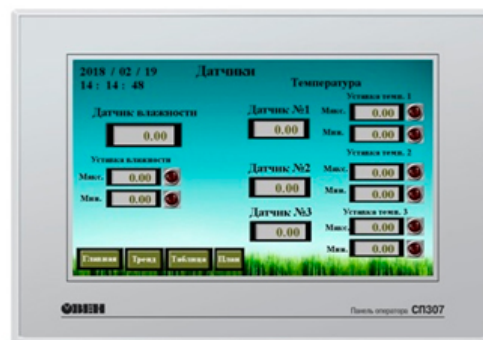 2018 / 02 / 19
Датчики
14 : 14 : 48
Температура
Уставка темп. 1
Датчик влажности
Датчик №1
Макс.
0.00
0.00
0.00
Мин.
0.00
Уставка влажности
Уставка темп. 2
Макс.
0.00
Датчик №2
Макс.
0.00
Мин.
0.00
0.00
Мин.
0.00
Датчик №3
Уставка темп. 3
0.00
Макс.
0.00
Мин.
0.00
Главная
Тренд
Таблица
План
ОВЕН
Панель оператора СП307